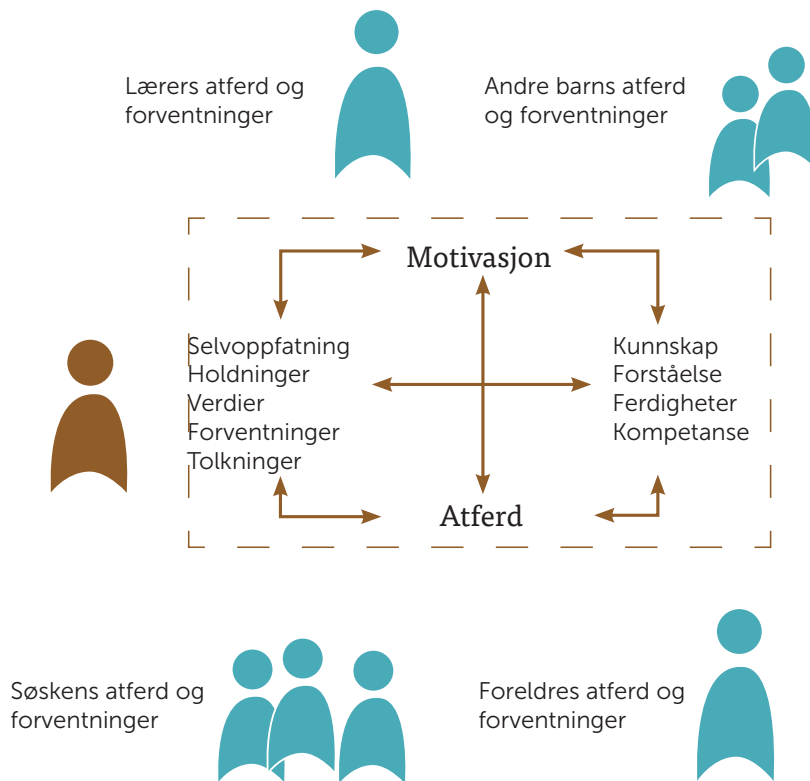 Lærers atferd og
forventninger
Andre barns atferd
og forventninger
Motivasjon
Selvoppfatning
Holdninger
Verdier
Forventninger
Tolkninger
Kunnskap
Forståelse
Ferdigheter
Kompetanse
Atferd
Søskens atferd og
forventninger
Foreldres atferd og
forventninger